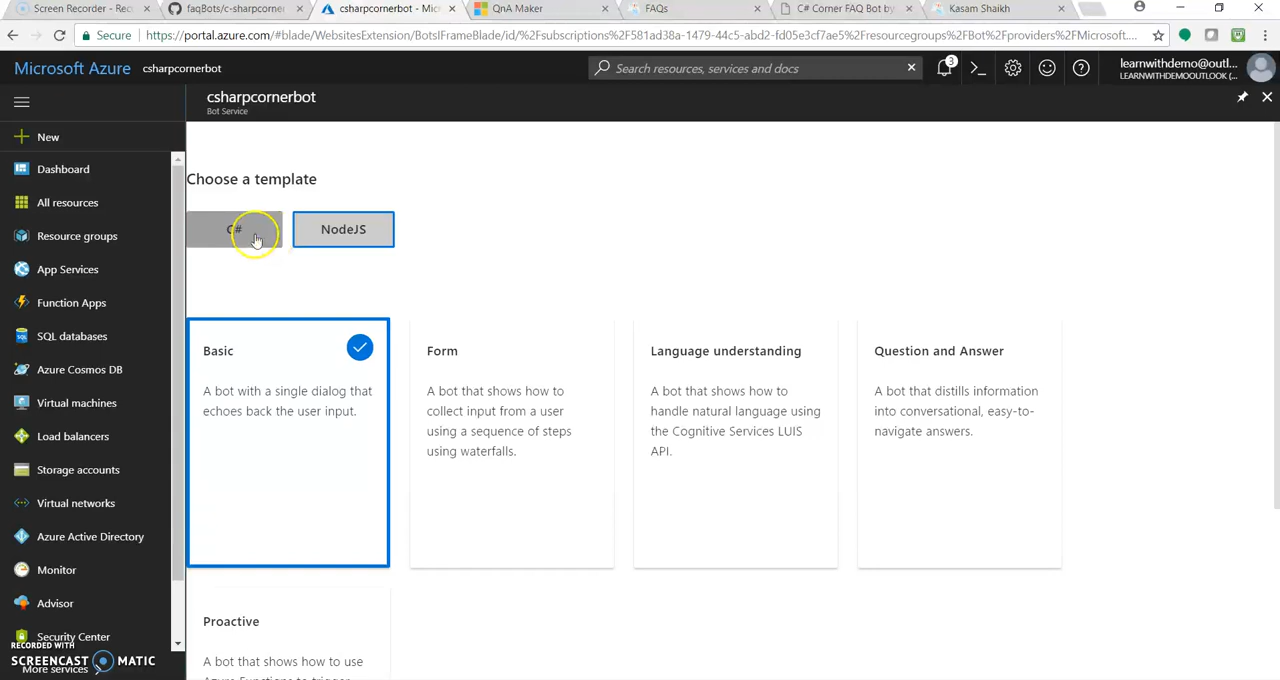 Screen Recorder - Rec
faqBots/c-sharpcorner
csharpcornerbot - Mic
QnA Maker
FAQs
C# Corner FAQ Bot by
Kasam Shaikh
Secure
https://portal.azure.com/#blade/WebsitesExtension/BotsIFrameBlade/id/%2Fsubscriptions%2F581ad38a-1479-44c5-abd2-fd05e3cf7ae5%2Fresourcegroups%2FBot%2Fproviders%2FMicrosoft....
Microsoft Azure csharpcornerbot
Search resources, services and docs
3
learnwithdemo@outl...
LEARNWITHDEMOOUTLOOK (...
csharpcornerbot
Bot Service
New
Dashboard
All resources
Resource groups
App Services
Function Apps
SQL databases
Azure Cosmos DB
Virtual machines
Load balancers
Storage accounts
Virtual networks
Azure Active Directory
Monitor
Advisor
Security Center
More services
RECORDED WITH
SCREENCAST MATIC
Choose a template
C#
NodeJS
Basic
A bot with a single dialog that
echoes back the user input.
Form
A bot that shows how to
collect input from a user
using a sequence of steps
using waterfalls.
Language understanding
A bot that shows how to
handle natural language using
the Cognitive Services LUIS
API.
Question and Answer
A bot that distills information
into conversational, easy-to-
navigate answers.
Proactive
A bot that shows how to use
Azure Functions to trigger